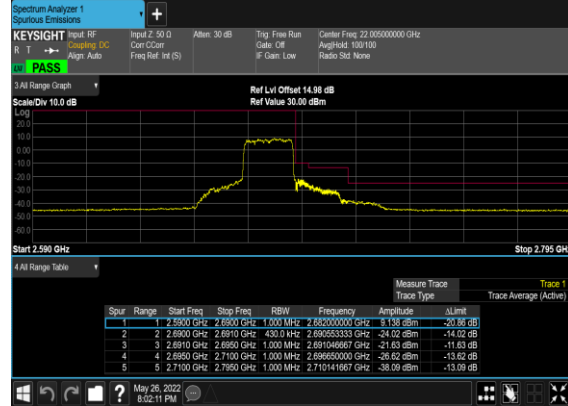 Spectrum Analyzer 1
Spurious Emissions
+
KEYSIGHT Input: RF Input Z: 50 Ω Atten: 30 dB Trig: Free Run Center Freq: 22.005000000 GHz
R T Coupling: DC Corr CCorr Gate: Off Avg|Hold: 100/100
Align: Auto Freq Ref: Int (S) IF Gain: Low Radio Std: None
PASS
3 All Range Graph
Ref Lvl Offset 14.98 dB
Scale/Div 10.0 dB Ref Value 30.00 dBm
Log
20.0
10.0
0.00
-10.0
-20.0
-30.0
-40.0
-50.0
-60.0
Start 2.590 GHz Stop 2.795 GH
4 All Range Table
Measure Trace Trace 1
Trace Type Trace Average (Active)
Spur Range Start Freq Stop Freq RBW Frequency Amplitude ΔLimit
1 1 2.5900 GHz 2.6900 GHz 1.000 MHz 2.682000000 GHz 9.138 dBm -20.86 dB
2 2 2.6900 GHz 2.6910 GHz 430.0 kHz 2.690553333 GHz -24.02 dBm -14.02 dB
3 3 2.6910 GHz 2.6950 GHz 1.000 MHz 2.691046667 GHz -21.63 dBm -11.63 dB
4 4 2.6950 GHz 2.7100 GHz 1.000 MHz 2.696650000 GHz -26.62 dBm -13.62 dB
5 5 2.7100 GHz 2.7950 GHz 1.000 MHz 2.710141667 GHz -38.09 dBm -13.09 dB
? May 26, 2022
8:02:11 PM